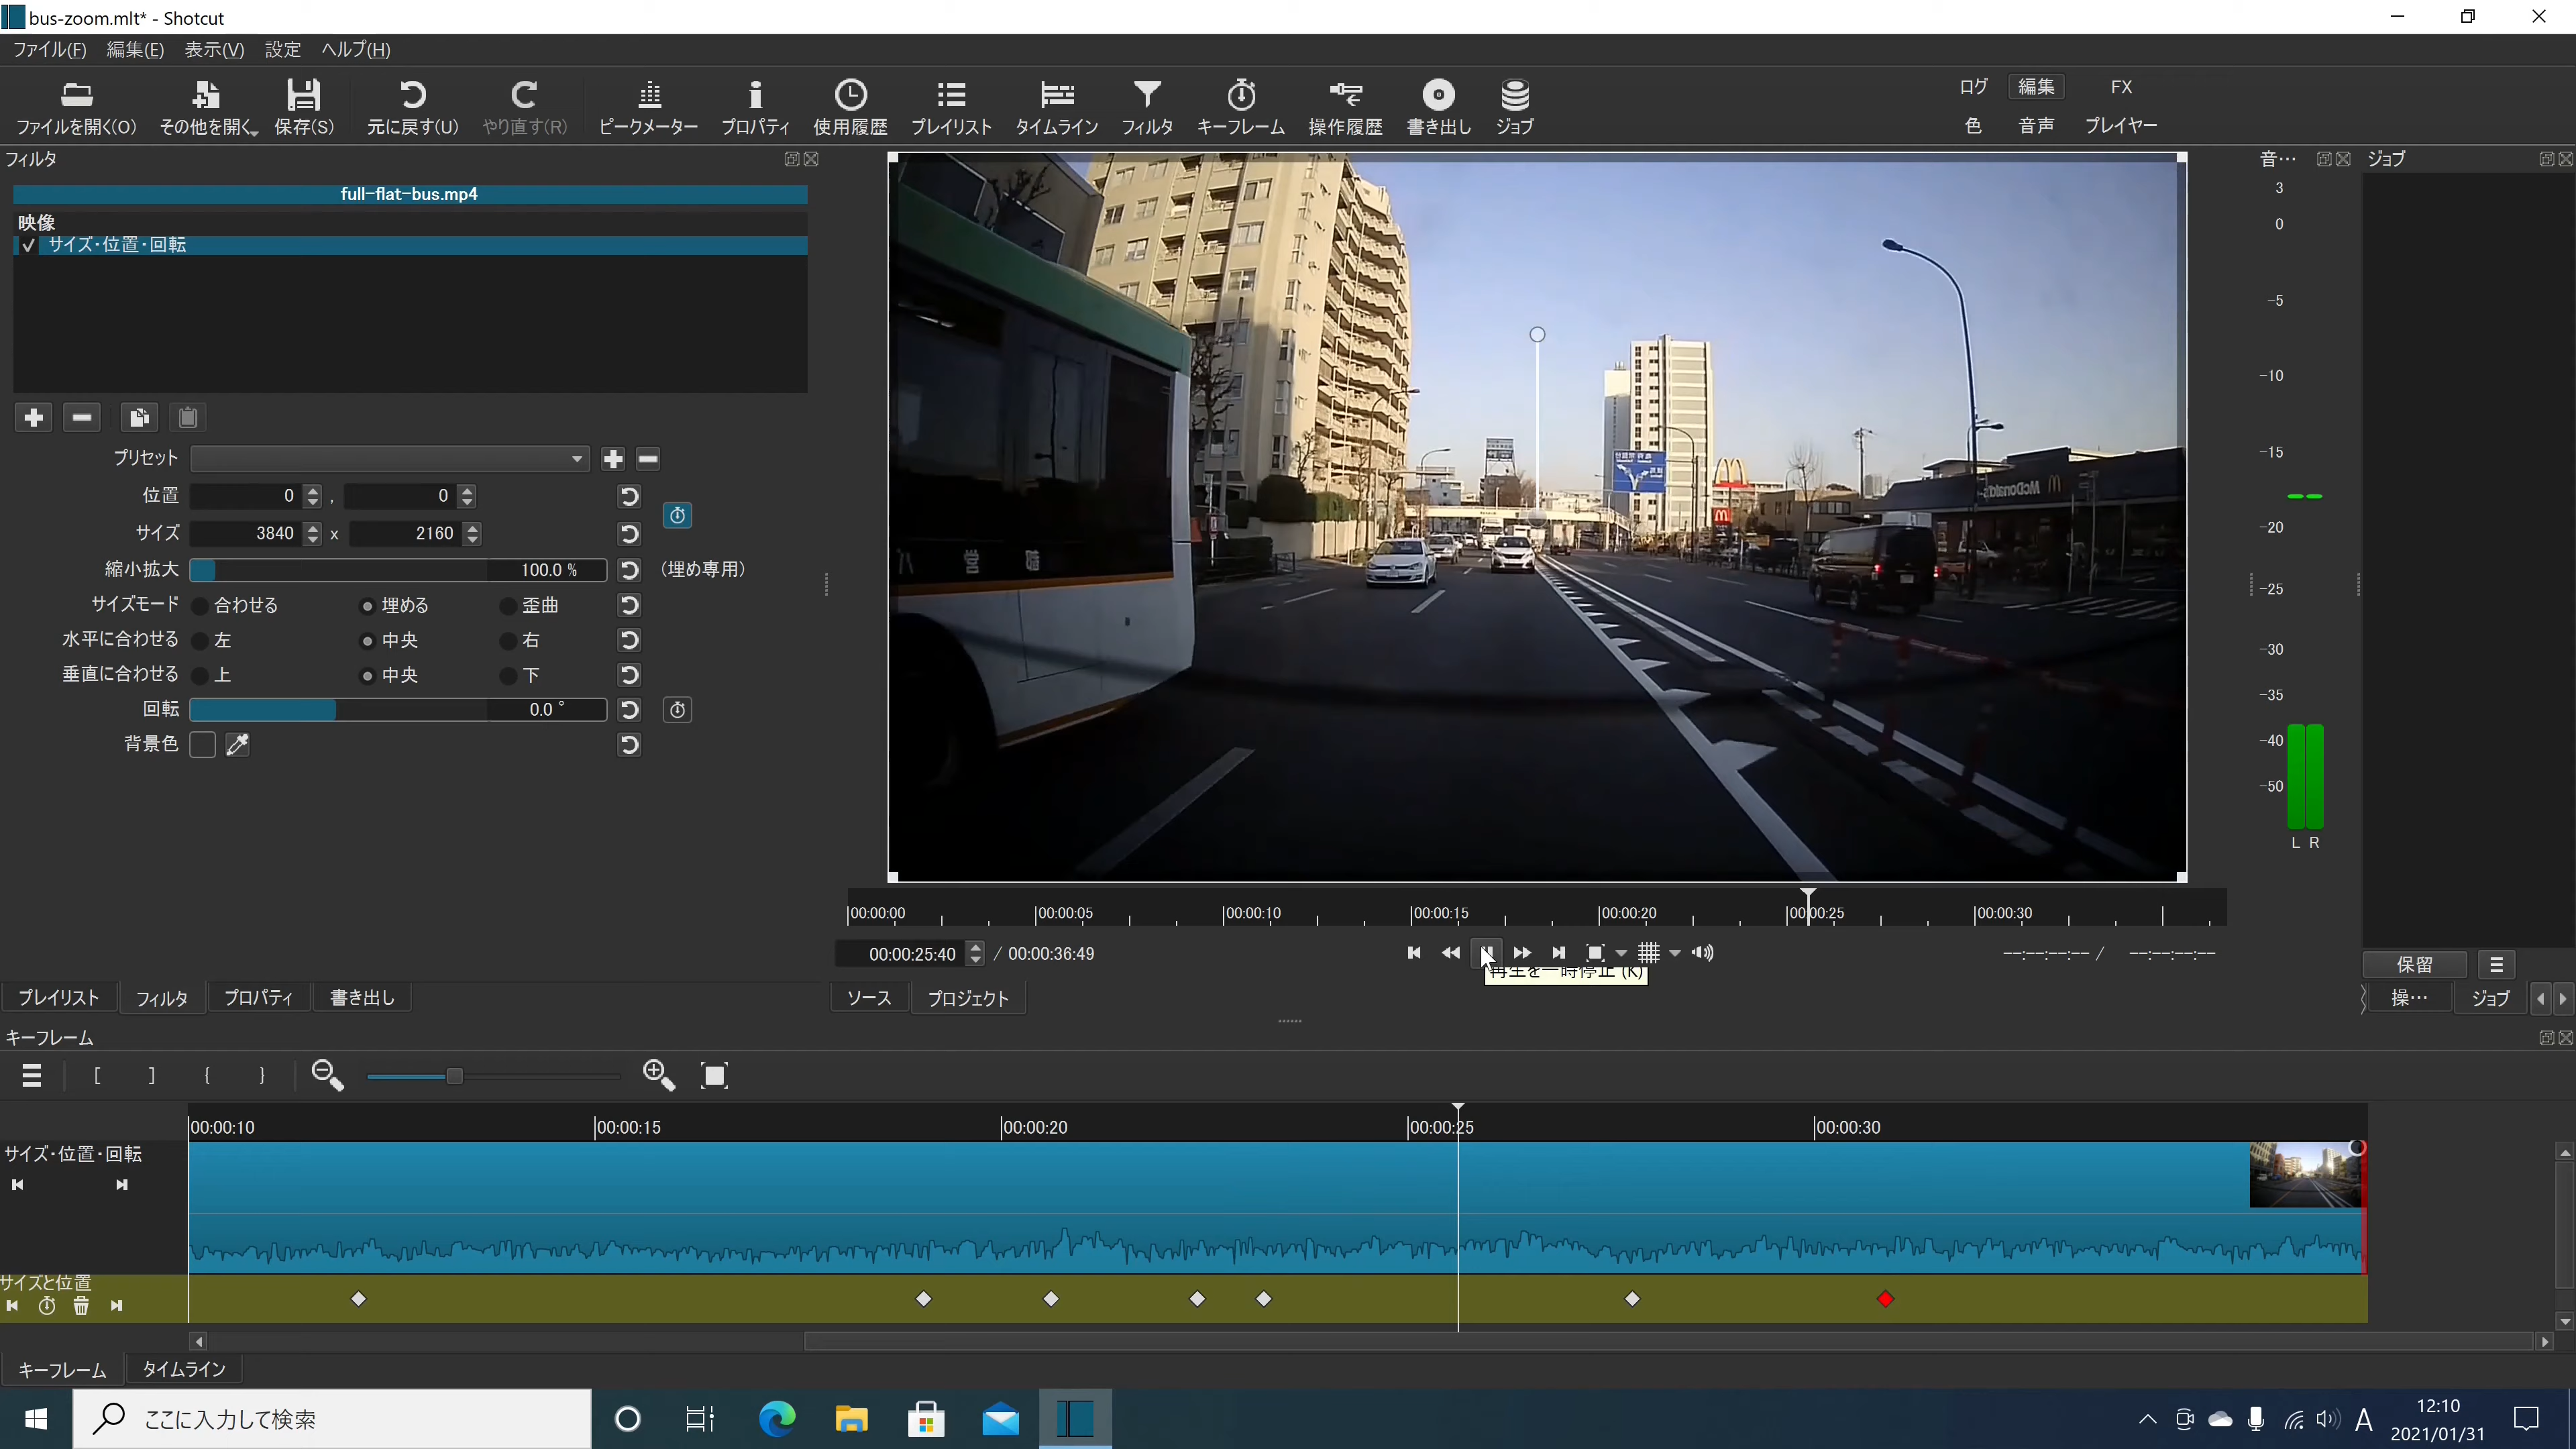 bus-zoom.mlt* - Shotcut
ファイル(F) 編集(E) 表示(V) 設定 ヘルプ(H)
ファイルを開く(O) その他を開く 保存(S) 元に戻す(U) やり直す(R) ピークメーター プロパティ 使用履歴 プレイリスト タイムライン フィルタ キーフレーム 操作履歴 書き出し ジョブ
ログ 編集 FX
色 音声 プレイヤー
フィルタ
full-flat-bus.mp4
映像
サイズ・位置・回転
プリセット
位置 0 , 0
サイズ 3840 x 2160
縮小拡大 100.0 % (埋め専用)
サイズモード 合わせる 埋める 歪曲
水平に合わせる 左 中央 右
垂直に合わせる 上 中央 下
回転 0.0 °
背景色
プレイリスト フィルタ プロパティ 書き出し
McDonald's
00:00:00 00:00:05 00:00:10 00:00:15 00:00:20 00:00:25 00:00:30
00:00:25:40 / 00:00:36:49
--:--:--:-- / --:--:--:--
再生を一時停止 (K)
ソース プロジェクト
音…
3
0
-5
-10
-15
-20
-25
-30
-35
-40
-50
L R
ジョブ
保留
操… ジョブ
キーフレーム
[ ] { }
00:00:10 00:00:15 00:00:20 00:00:25 00:00:30
サイズ・位置・回転
サイズと位置
キーフレーム タイムライン
ここに入力して検索
A
12:10
2021/01/31